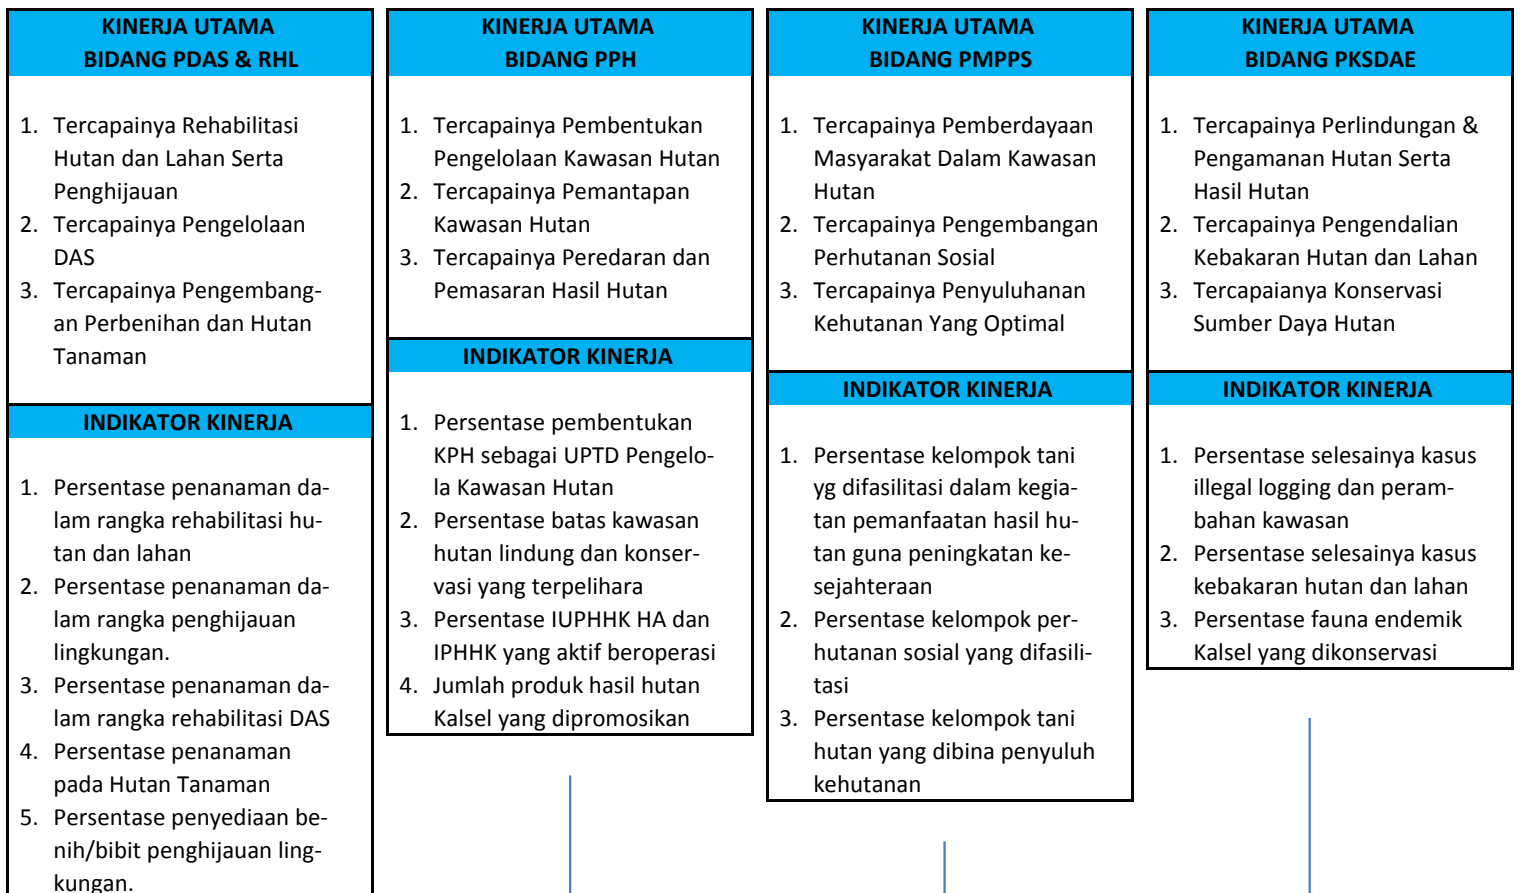 KINERJA UTAMA
BIDANG PDAS & RHL
1. Tercapainya Rehabilitasi
Hutan dan Lahan Serta
Penghijauan
2. Tercapainya Pengelolaan
DAS
3. Tercapainya Pengembang-
an Perbenihan dan Hutan
Tanaman
INDIKATOR KINERJA
1. Persentase penanaman da-
lam rangka rehabilitasi hu-
tan dan lahan
2. Persentase penanaman da-
lam rangka penghijauan
lingkungan.
3. Persentase penanaman da-
lam rangka rehabilitasi DAS
4. Persentase penanaman
pada Hutan Tanaman
5. Persentase penyediaan be-
nih/bibit penghijauan ling-
kungan.
KINERJA UTAMA
BIDANG PPH
1. Tercapainya Pembentukan
Pengelolaan Kawasan Hutan
2. Tercapainya Pemantapan
Kawasan Hutan
3. Tercapainya Peredaran dan
Pemasaran Hasil Hutan
INDIKATOR KINERJA
1. Persentase pembentukan
KPH sebagai UPTD Pengelo-
la Kawasan Hutan
2. Persentase batas kawasan
hutan lindung dan konser-
vasi yang terpelihara
3. Persentase IUPHHK HA dan
IPHHK yang aktif beroperasi
4. Jumlah produk hasil hutan
Kalsel yang dipromosikan
KINERJA UTAMA
BIDANG PMPPS
1. Tercapainya Pemberdayaan
Masyarakat Dalam Kawasan
Hutan
2. Tercapainya Pengembangan
Perhutanan Sosial
3. Tercapainya Penyuluhanan
Kehutanan Yang Optimal
INDIKATOR KINERJA
1. Persentase kelompok tani
yg difasilitasi dalam kegia-
tan pemanfaatan hasil hu-
tan guna peningkatan ke-
sejahteraan
2. Persentase kelompok per-
hutanan sosial yang difasili-
tasi
3. Persentase kelompok tani
hutan yang dibina penyuluh
kehutanan
KINERJA UTAMA
BIDANG PKSDAE
1. Tercapainya Perlindungan &
Pengamanan Hutan Serta
Hasil Hutan
2. Tercapainya Pengendalian
Kebakaran Hutan dan Lahan
3. Tercapaianya Konservasi
Sumber Daya Hutan
INDIKATOR KINERJA
1. Persentase selesainya kasus
illegal logging dan peram-
bahan kawasan
2. Persentase selesainya kasus
kebakaran hutan dan lahan
3. Persentase fauna endemik
Kalsel yang dikonservasi